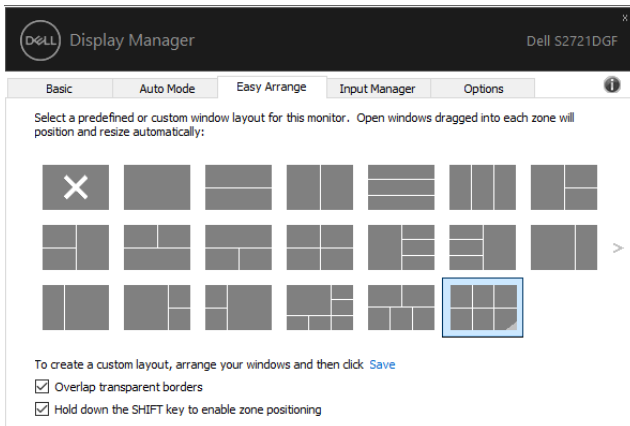 x
DELL Display Manager
Dell S2721DGF
Basic Auto Mode Easy Arrange Input Manager Options
Select a predefined or custom window layout for this monitor. Open windows dragged into each zone will
position and resize automatically:
To create a custom layout, arrange your windows and then click Save
Overlap transparent borders
Hold down the SHIFT key to enable zone positioning